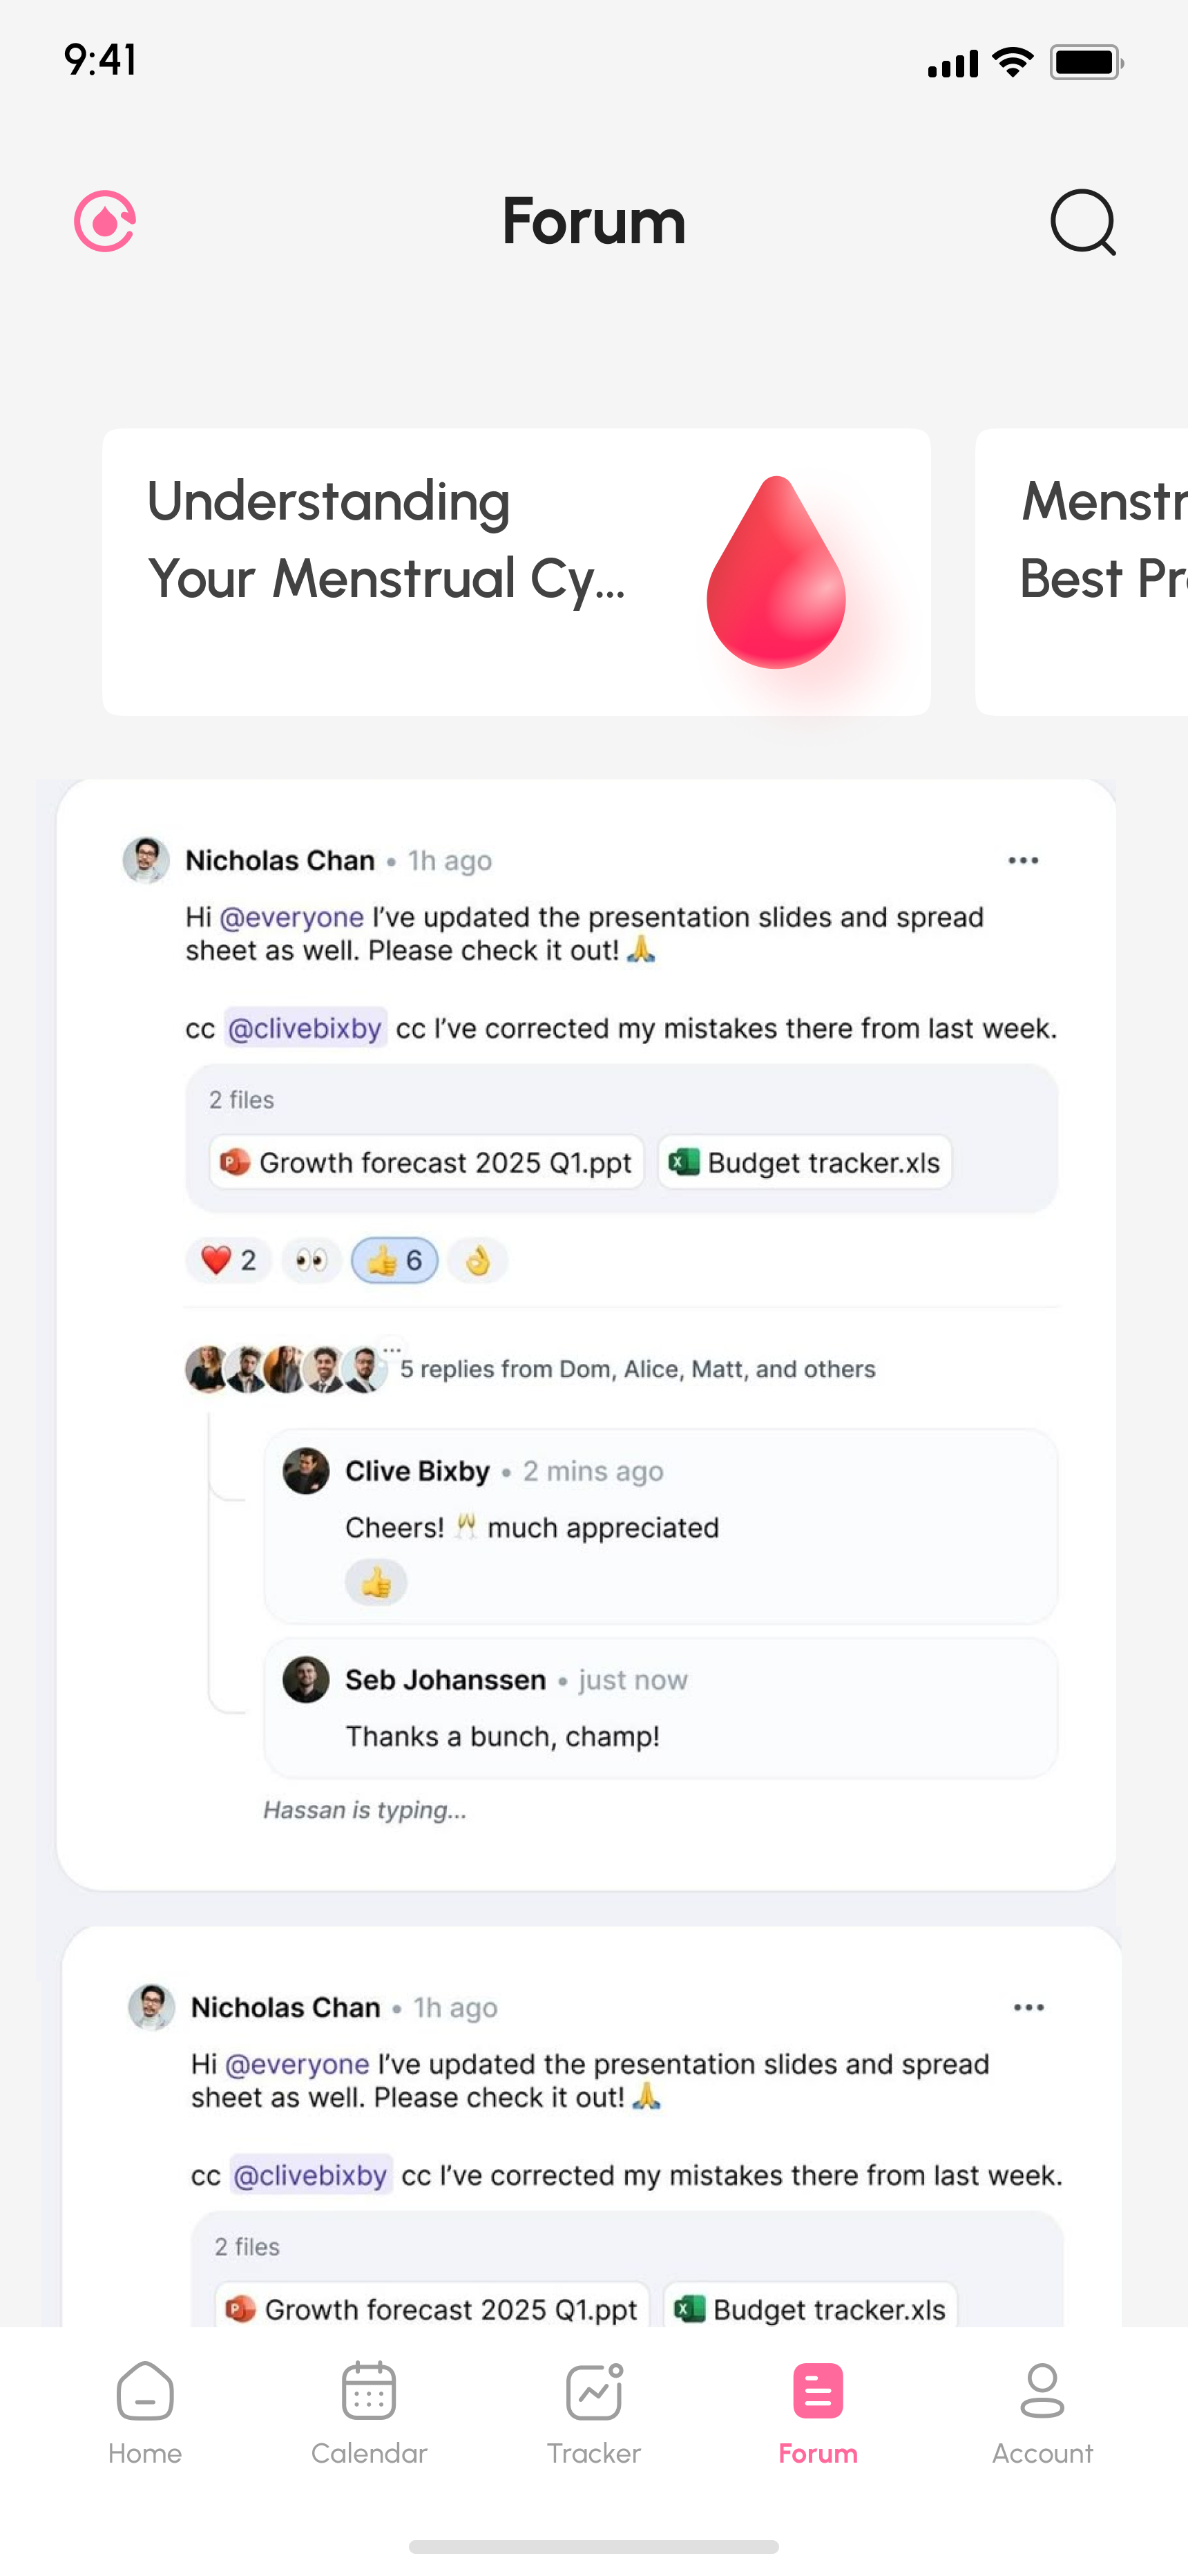 9:41
Forum
Understanding
Your Menstrual Cy...
Menstr
Best Pr
Nicholas Chan • 1h ago
Hi @everyone I've updated the presentation slides and spread
sheet as well. Please check it out! 🙏
cc @clivebixby cc I've corrected my mistakes there from last week.
2 files
Growth forecast 2025 Q1.ppt
Budget tracker.xls
❤️ 2 👀 👍 6 👌
5 replies from Dom, Alice, Matt, and others
Clive Bixby • 2 mins ago
Cheers! 🥂 much appreciated
👍
Seb Johanssen • just now
Thanks a bunch, champ!
Hassan is typing...
Nicholas Chan • 1h ago
Hi @everyone I've updated the presentation slides and spread
sheet as well. Please check it out! 🙏
cc @clivebixby cc I've corrected my mistakes there from last week.
2 files
Growth forecast 2025 Q1.ppt
Budget tracker.xls
Home
Calendar
Tracker
Forum
Account